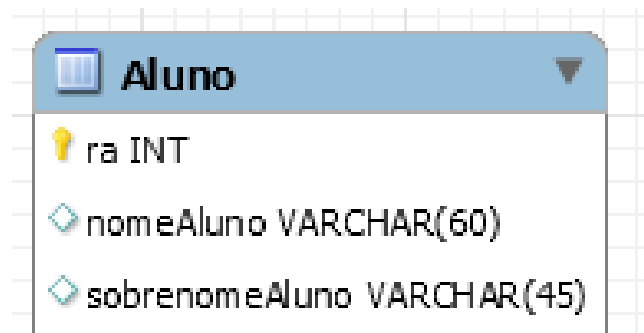 Aluno
ra INT
nomeAluno VARCHAR(60)
sobrenomeAluno VARCHAR(45)